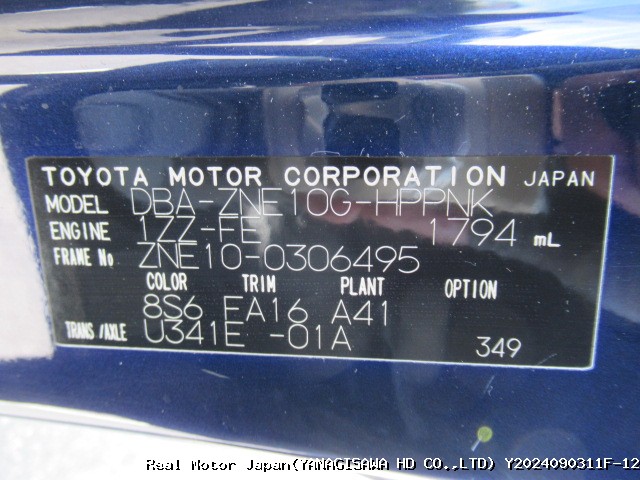 TOYOTA MOTOR CORPORATION JAPAN
MODEL DBA-ZNE10G-HPPNK
ENGINE 1ZZ-FE 1794 mL
FRAME No ZNE10-0306495
COLOR TRIM PLANT OPTION
8S6 EA16 A41
TRANS/AXLE U341E -01A
349
Real Motor Japan(YANAGISAWA HD CO.,LTD) Y2024090311F-12